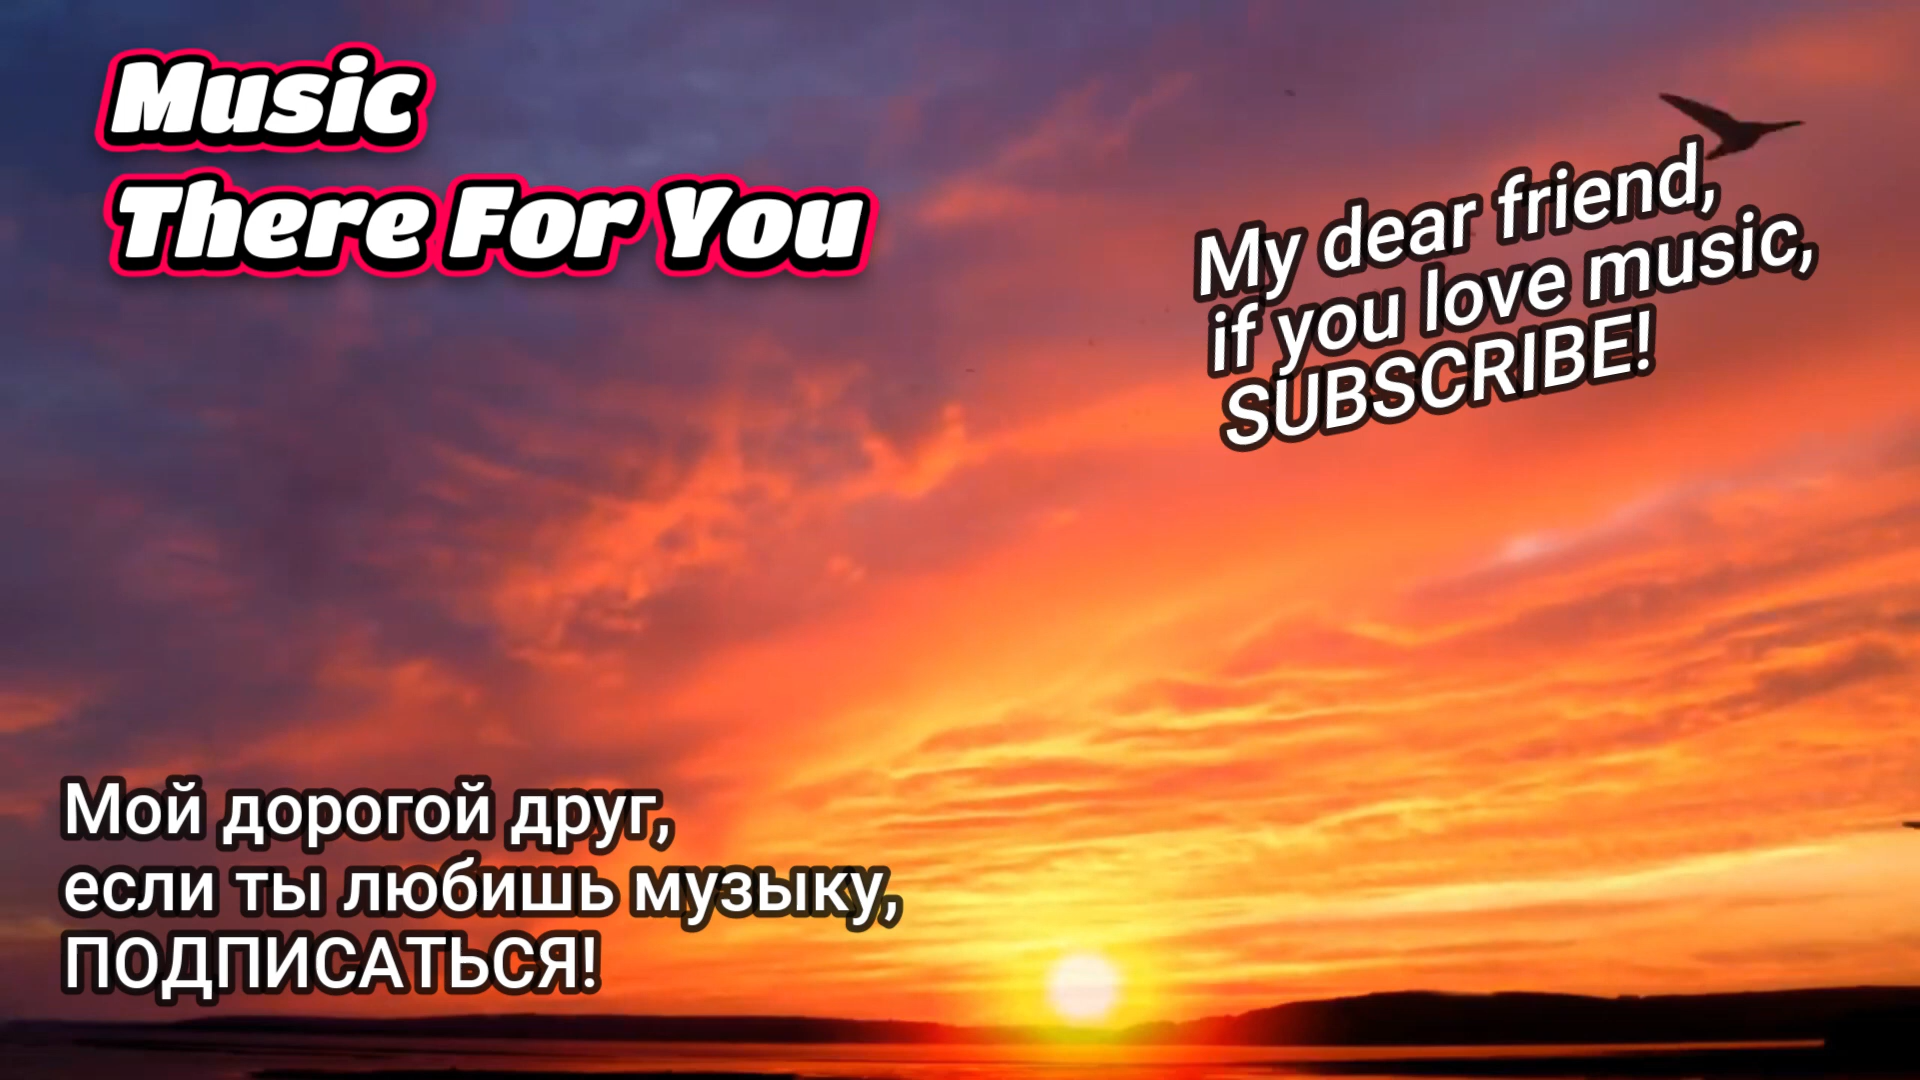 Music
There For You
My dear friend,
if you love music,
SUBSCRIBE!
Мой дорогой друг,
если ты любишь музыку,
ПОДПИСАТЬСЯ!